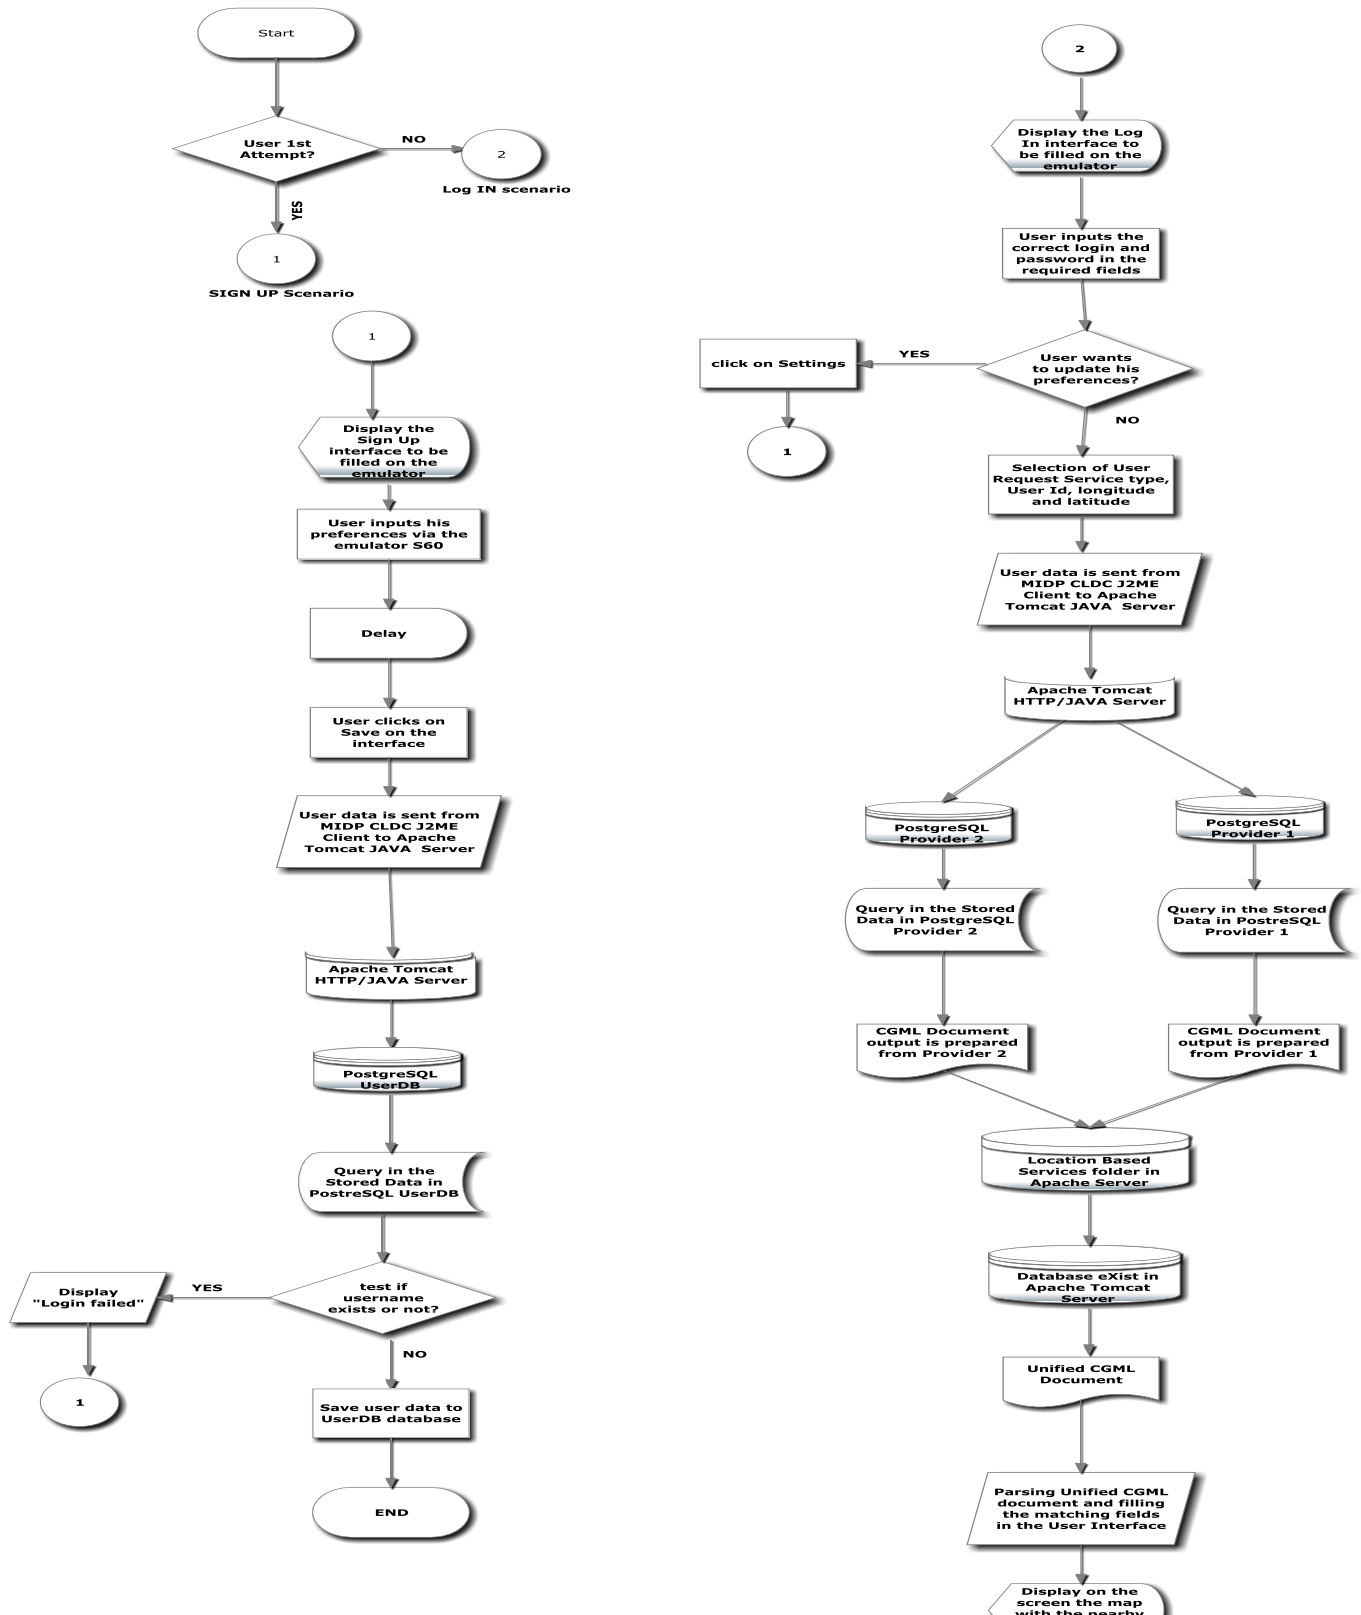 Start
User 1st
Attempt?
NO
2
Log IN scenario
YES
1
SIGN UP Scenario
1
Display the
Sign Up
interface to be
filled on the
emulator
User inputs his
preferences via the
emulator S60
Delay
User clicks on
Save on the
interface
User data is sent from
MIDP CLDC J2ME
Client to Apache
Tomcat JAVA Server
Apache Tomcat
HTTP/JAVA Server
PostgreSQL
UserDB
Query in the
Stored Data in
PostreSQL UserDB
test if
username
exists or not?
YES
Display
"Login failed"
1
NO
Save user data to
UserDB database
END
2
Display the Log
In interface to
be filled on the
emulator
User inputs the
correct login and
password in the
required fields
User wants
to update his
preferences?
YES
click on Settings
1
NO
Selection of User
Request Service type,
User Id, longitude
and latitude
User data is sent from
MIDP CLDC J2ME
Client to Apache
Tomcat JAVA Server
Apache Tomcat
HTTP/JAVA Server
PostgreSQL
Provider 2
PostgreSQL
Provider 1
Query in the Stored
Data in PostgreSQL
Provider 2
Query in the Stored
Data in PostreSQL
Provider 1
CGML Document
output is prepared
from Provider 2
CGML Document
output is prepared
from Provider 1
Location Based
Services folder in
Apache Server
Database eXist in
Apache Tomcat
Server
Unified CGML
Document
Parsing Unified CGML
document and filling
the matching fields
in the User Interface
Display on the
screen the map
with the nearby